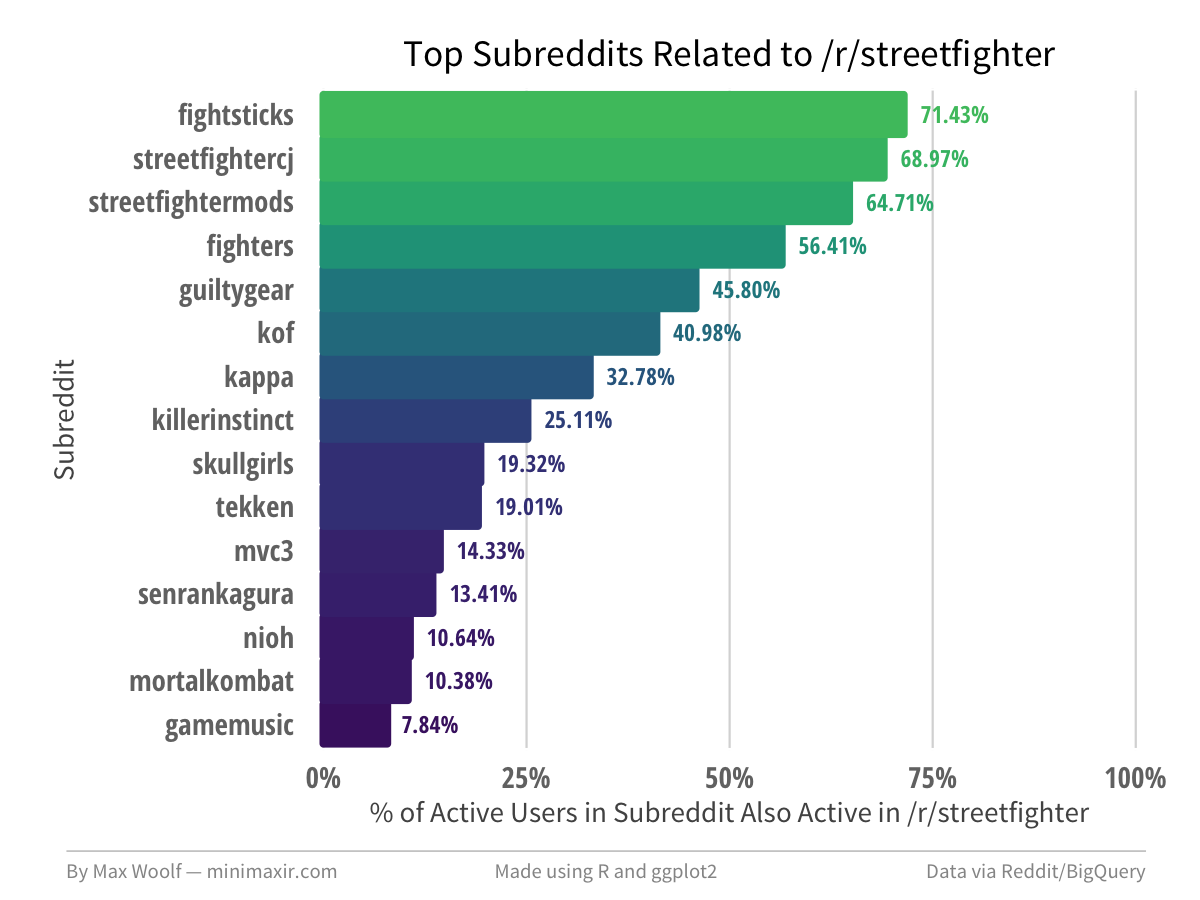 Top Subreddits Related to /r/streetfighter
fightsticks 71.43%
streetfightercj 68.97%
streetfightermods 64.71%
fighters 56.41%
guiltygear 45.80%
kof 40.98%
kappa 32.78%
killerinstinct 25.11%
skullgirls 19.32%
tekken 19.01%
mvc3 14.33%
senrankagura 13.41%
nioh 10.64%
mortalkombat 10.38%
gamemusic 7.84%
Subreddit
0% 25% 50% 75% 100%
% of Active Users in Subreddit Also Active in /r/streetfighter
By Max Woolf — minimaxir.com Made using R and ggplot2 Data via Reddit/BigQuery